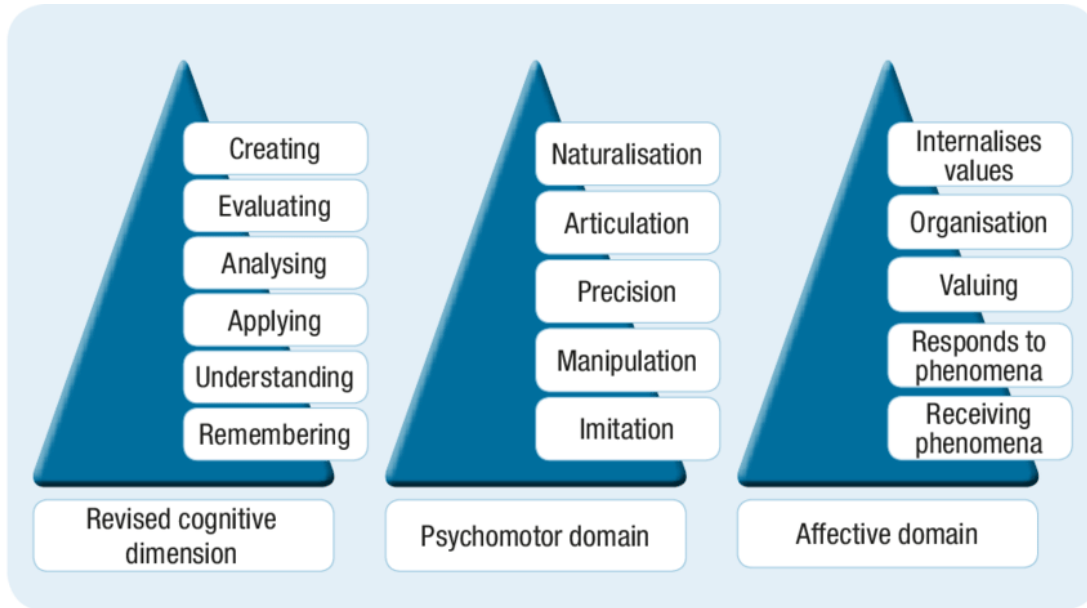 Creating
Evaluating
Analysing
Applying
Understanding
Remembering
Revised cognitive
dimension
Naturalisation
Articulation
Precision
Manipulation
Imitation
Psychomotor domain
Internalises
values
Organisation
Valuing
Responds to
phenomena
Receiving
phenomena
Affective domain